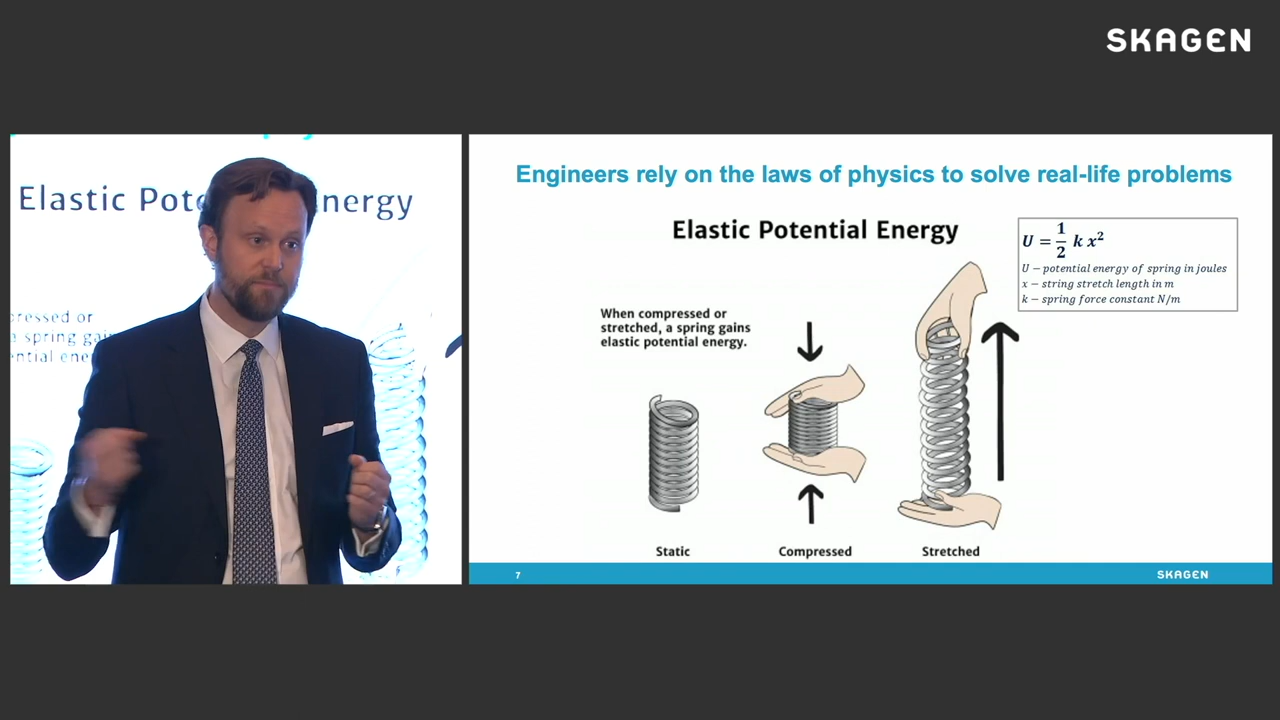 SKAGEN
Elastic Pot nergy
ressed or
a spring gai
ential ene
Engineers rely on the laws of physics to solve real-life problems
Elastic Potential Energy
U = 1/2 k x²
U – potential energy of spring in joules
x – string stretch length in m
k – spring force constant N/m
When compressed or
stretched, a spring gains
elastic potential energy.
Static
Compressed
Stretched
7
SKAGEN